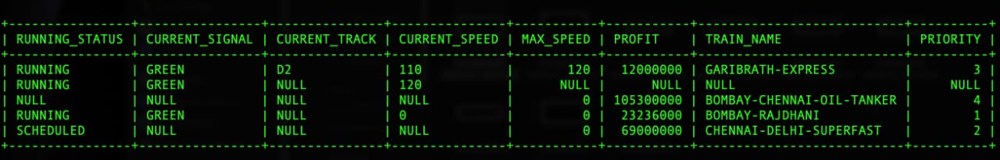 +----------------+----------------+---------------+---------------+-----------+-----------+---------------------------+----------+
| RUNNING_STATUS | CURRENT_SIGNAL | CURRENT_TRACK | CURRENT_SPEED | MAX_SPEED | PROFIT    | TRAIN_NAME                | PRIORITY |
+----------------+----------------+---------------+---------------+-----------+-----------+---------------------------+----------+
| RUNNING        | GREEN          | D2            | 110           |       120 |  12000000 | GARIBRATH-EXPRESS         |        3 |
| RUNNING        | GREEN          | NULL          | 120           |      NULL |      NULL | NULL                      |     NULL |
| NULL           | NULL           | NULL          | NULL          |         0 | 105300000 | BOMBAY-CHENNAI-OIL-TANKER |        4 |
| RUNNING        | GREEN          | NULL          | 0             |         0 |  23236000 | BOMBAY-RAJDHANI           |        1 |
| SCHEDULED      | NULL           | NULL          | NULL          |         0 |  69000000 | CHENNAI-DELHI-SUPERFAST   |        2 |
+----------------+----------------+---------------+---------------+-----------+-----------+---------------------------+----------+